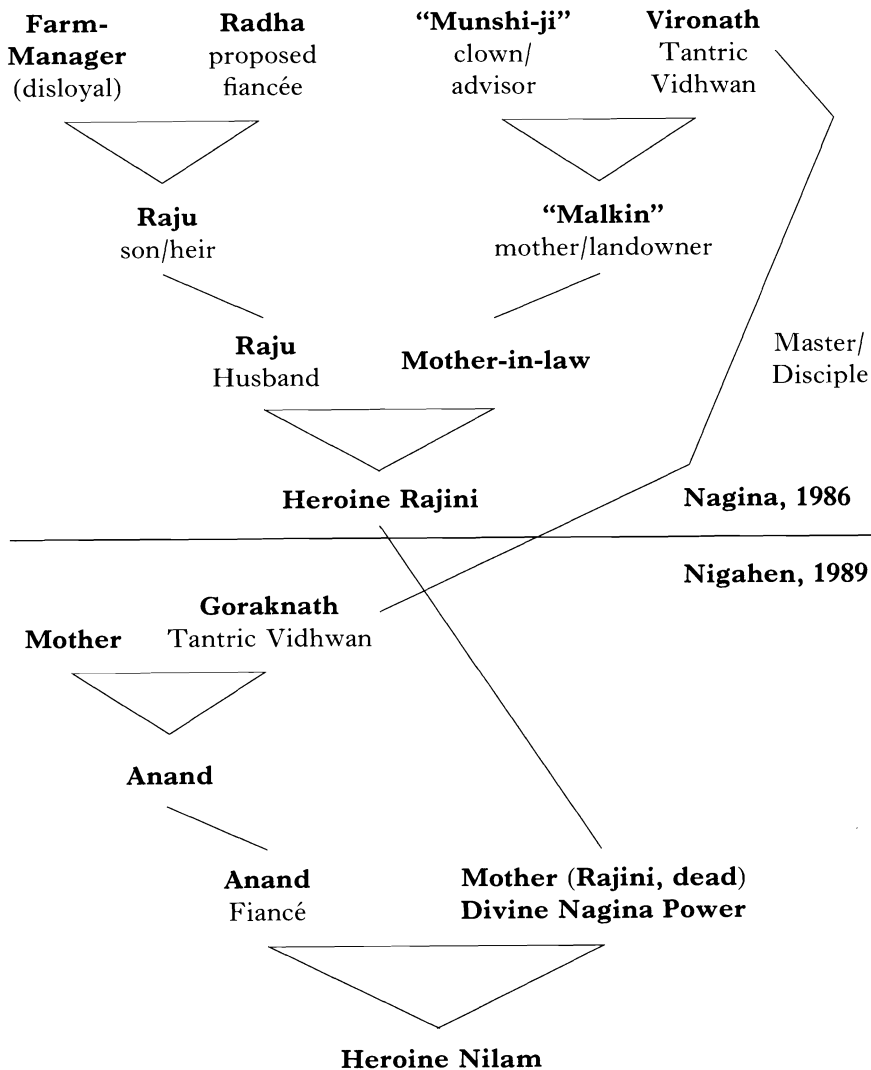 Farm-
Manager
(disloyal)
Radha
proposed
fiancée
“Munshi-ji”
clown/
advisor
Vironath
Tantric
Vidhwan
Raju
son/heir
“Malkin”
mother/landowner
Raju
Husband
Mother-in-law
Master/
Disciple
Heroine Rajini
Nagina, 1986
Nigahen, 1989
Mother
Goraknath
Tantric Vidhwan
Anand
Anand
Fiancé
Mother (Rajini, dead)
Divine Nagina Power
Heroine Nilam